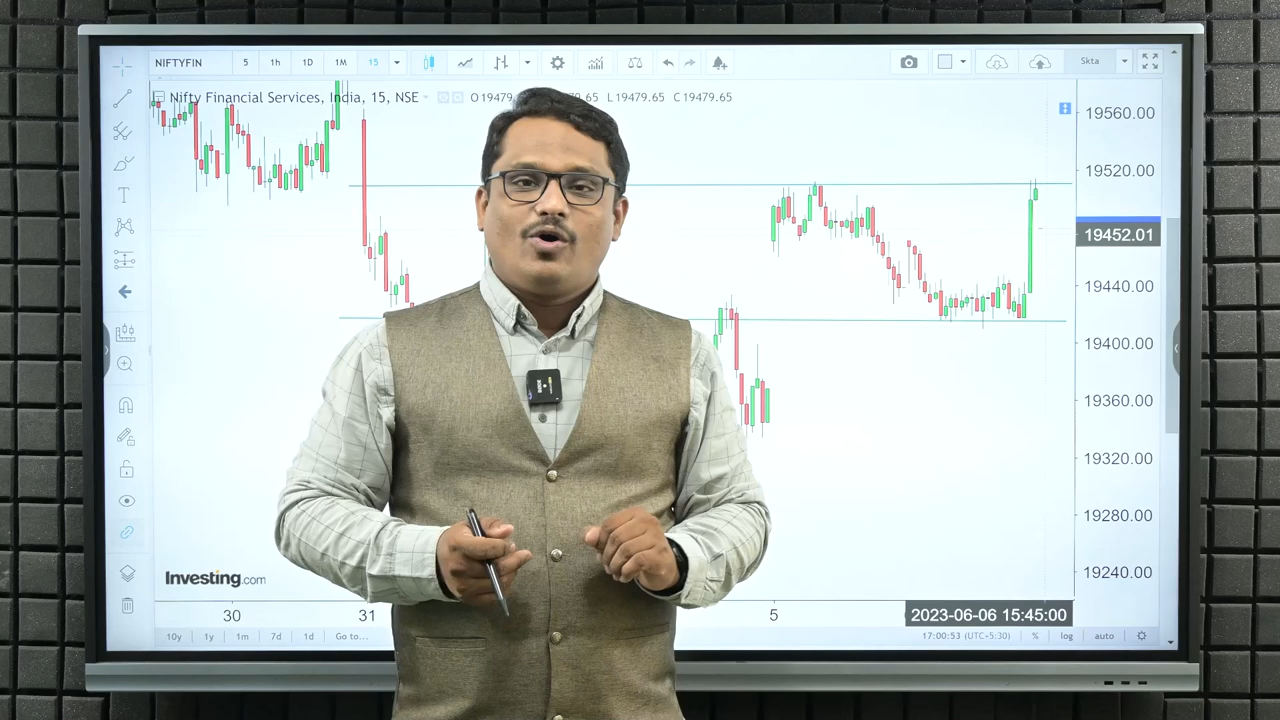 NIFTYFIN 5 1h 1D 1M 15 Skta
Nifty Financial Services, India, 15, NSE O 19479. 65 L 19479.65 C 19479.65
19560.00
19520.00
19452.01
19440.00
19400.00
19360.00
19320.00
19280.00
19240.00
Investing.com
30 31 5 2023-06-06 15:45:00
10y 1y 1m 7d 1d Go to... 17:00:53 (UTC+5:30) % log auto